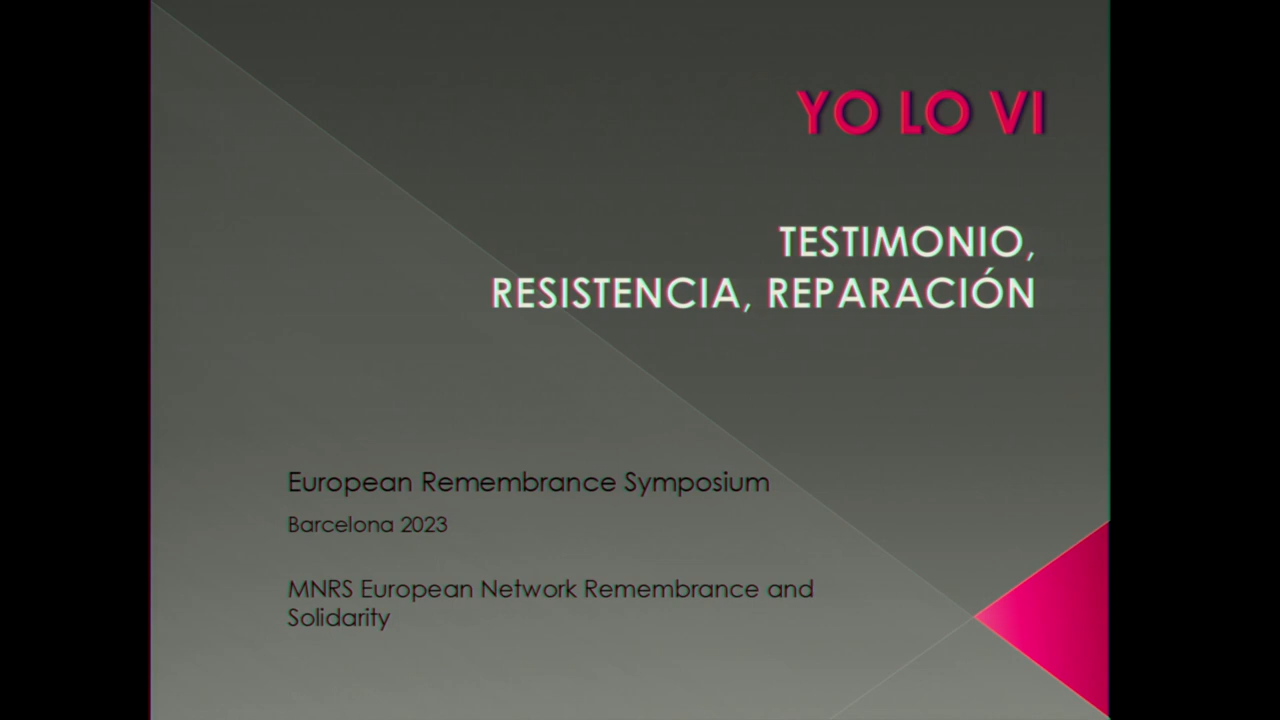 YO LO VI
TESTIMONIO,
RESISTENCIA, REPARACIÓN
European Remembrance Symposium
Barcelona 2023
MNRS European Network Remembrance and
Solidarity